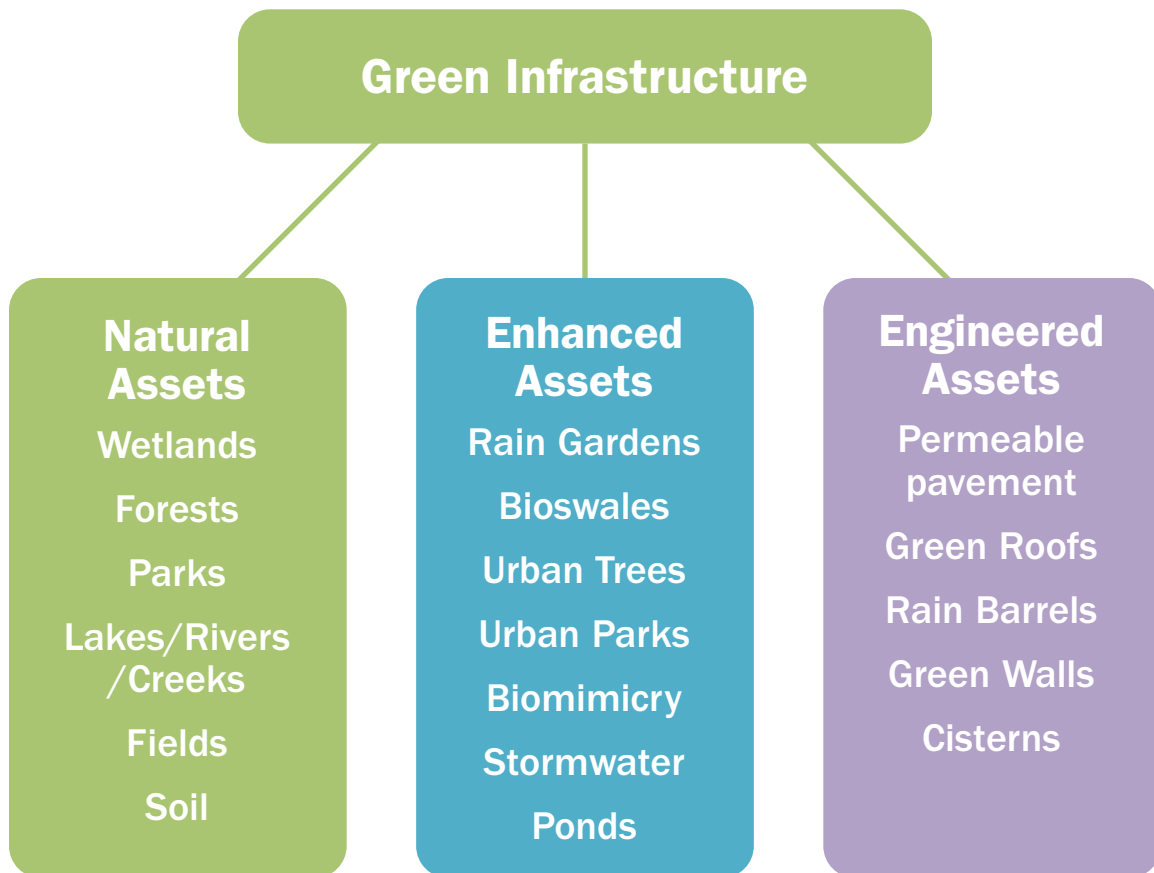 Green Infrastructure
Natural
Assets
Wetlands
Forests
Parks
Lakes/Rivers
/Creeks
Fields
Soil
Enhanced
Assets
Rain Gardens
Bioswales
Urban Trees
Urban Parks
Biomimicry
Stormwater
Ponds
Engineered
Assets
Permeable
pavement
Green Roofs
Rain Barrels
Green Walls
Cisterns